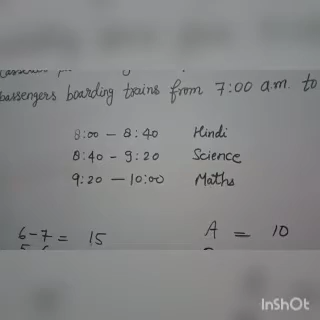 passengers boarding trains from 7:00 a.m. to
8:00 – 8:40 Hindi
8:40 – 9:20 Science
9:20 – 10:00 Maths
6-7 = 15 A = 10
InShOt